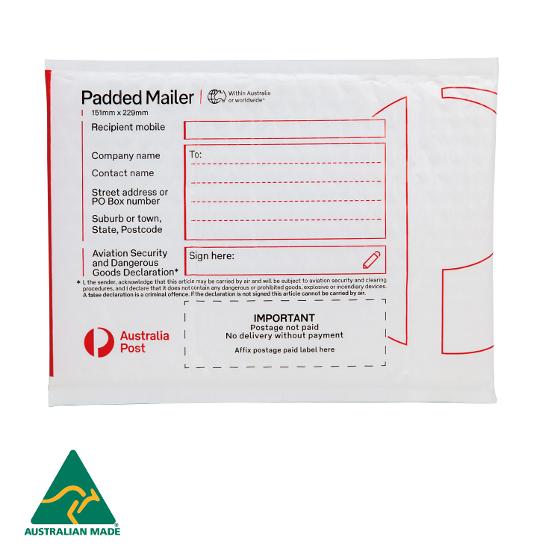 Padded Mailer
Within Australia
or worldwide*
151mm x 229mm
Recipient mobile
Company name
To:
Contact name
Street address or
PO Box number
Suburb or town,
State, Postcode
Aviation Security
and Dangerous
Goods Declaration*
Sign here:
* I, the sender, acknowledge that this article may be carried by air and will be subject to aviation security and clearing
procedures, and I declare that it does not contain any dangerous or prohibited goods, explosive or incendiary devices.
A false declaration is a criminal offence. If the declaration is not signed this article cannot be carried by air.
IMPORTANT
Postage not paid
No delivery without payment
Affix postage paid label here
Australia
Post
AUSTRALIAN MADE